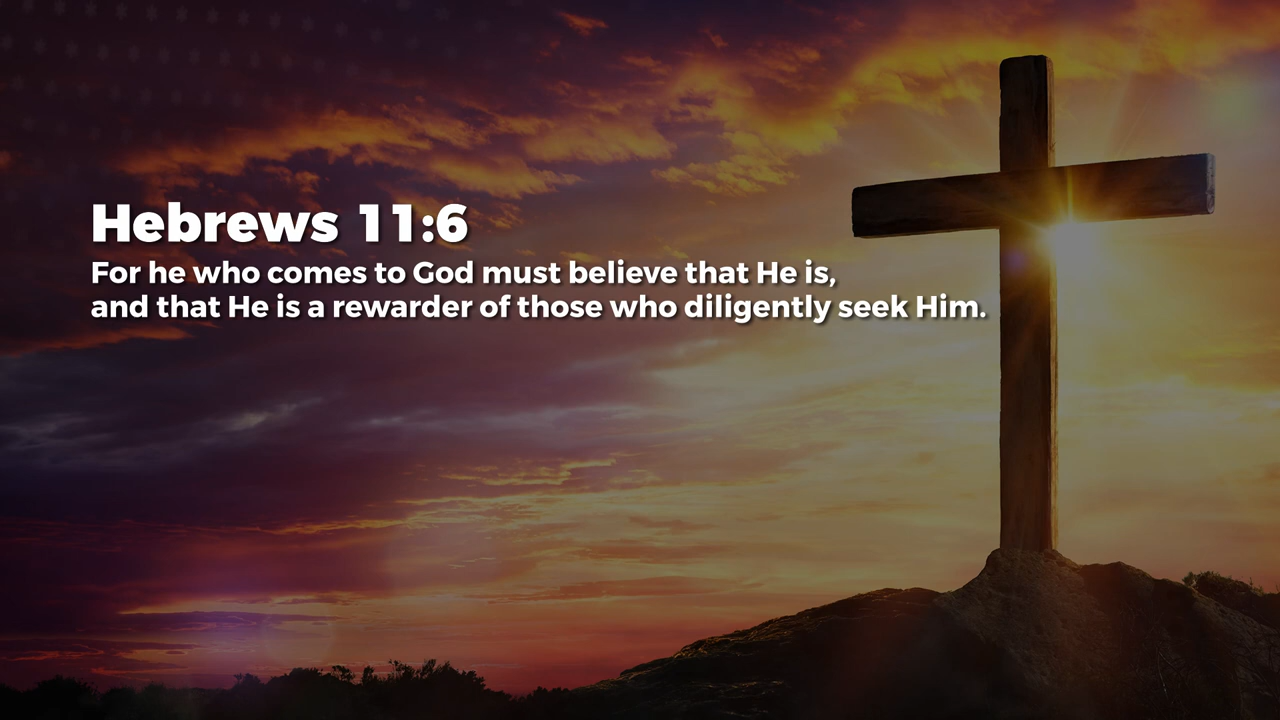 Hebrews 11:6
For he who comes to God must believe that He is,
and that He is a rewarder of those who diligently seek Him.